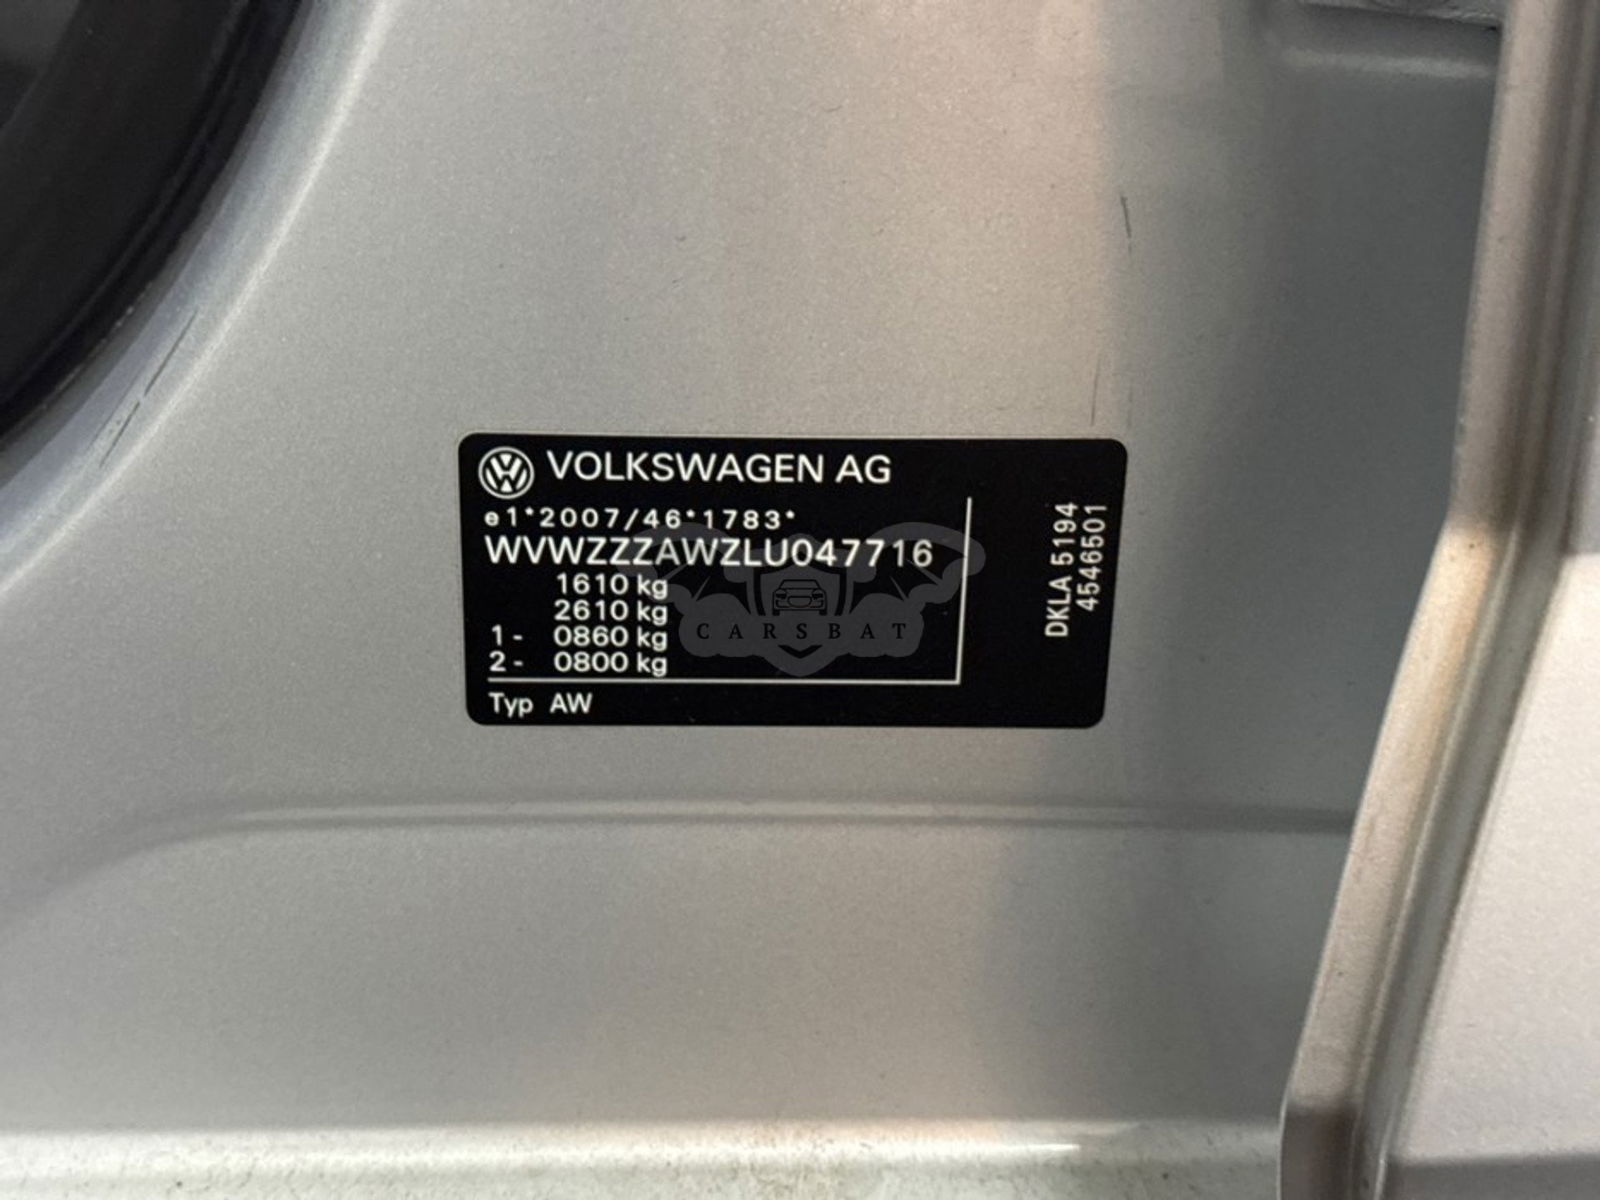 VOLKSWAGEN AG
e1*2007/46*1783*
WVWZZZAWZLU047716
1610 kg
2610 kg
1- 0860 kg
2- 0800 kg
Typ AW
DKLA 5194
4546501
CARSBAT